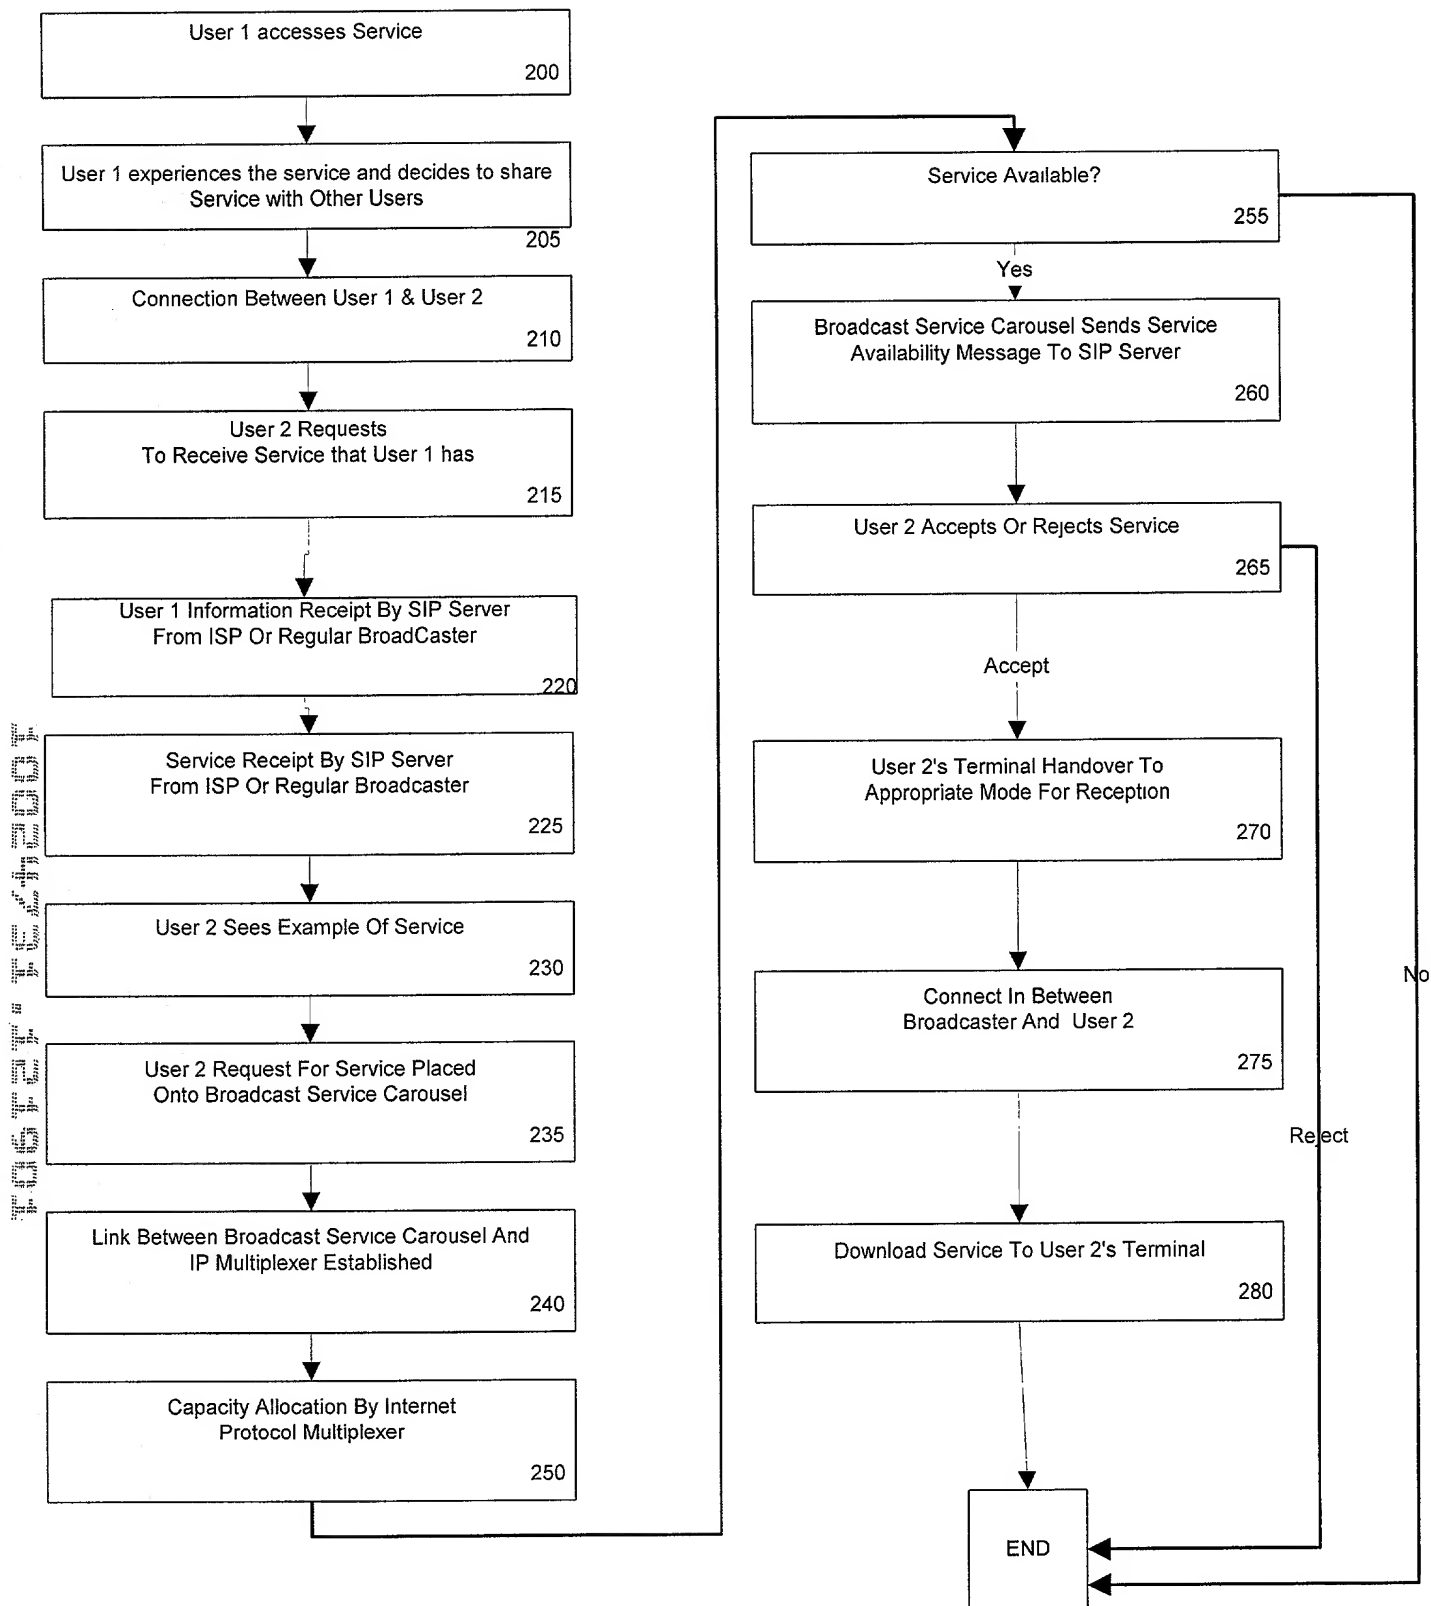 User 1 accesses Service
200
User 1 experiences the service and decides to share
Service with Other Users
205
Connection Between User 1 & User 2
210
User 2 Requests
To Receive Service that User 1 has
215
User 1 Information Receipt By SIP Server
From ISP Or Regular BroadCaster
220
Service Receipt By SIP Server
From ISP Or Regular Broadcaster
225
User 2 Sees Example Of Service
230
User 2 Request For Service Placed
Onto Broadcast Service Carousel
235
Link Between Broadcast Service Carousel And
IP Multiplexer Established
240
Capacity Allocation By Internet
Protocol Multiplexer
250
Service Available?
255
Yes
Broadcast Service Carousel Sends Service
Availability Message To SIP Server
260
User 2 Accepts Or Rejects Service
265
Accept
User 2's Terminal Handover To
Appropriate Mode For Reception
270
No
Connect In Between
Broadcaster And User 2
275
Reject
Download Service To User 2's Terminal
280
END